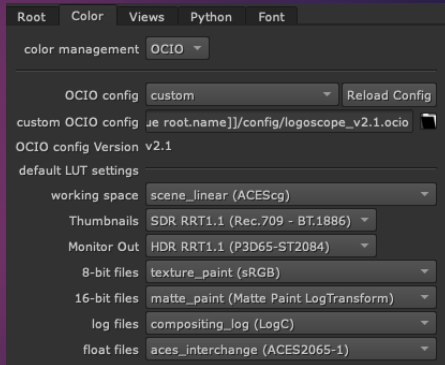 Root Color Views Python Font
color management OCIO
OCIO config custom Reload Config
custom OCIO config ue root.name]]/config/logoscope_v2.1.ocio
OCIO config Version v2.1
default LUT settings
working space scene_linear (ACEScg)
Thumbnails SDR RRT1.1 (Rec.709 - BT.1886)
Monitor Out HDR RRT1.1 (P3D65-ST2084)
8-bit files texture_paint (sRGB)
16-bit files matte_paint (Matte Paint LogTransform)
log files compositing_log (LogC)
float files aces_interchange (ACES2065-1)